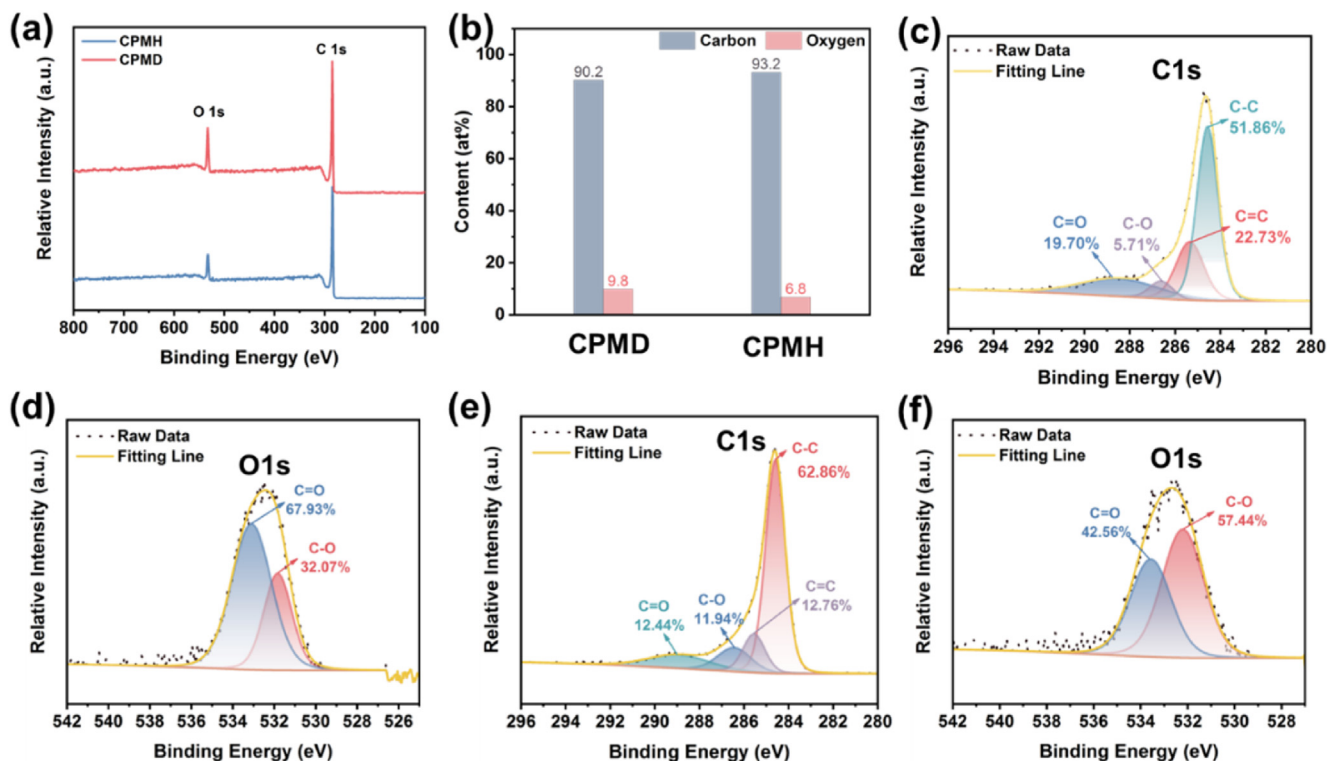 (a)
CPMH
CPMD
C 1s
O 1s
Relative Intensity (a.u.)
800 700 600 500 400 300 200 100
Binding Energy (eV)
(b)
Carbon Oxygen
100
80
60
40
20
10
0
90.2
9.8
93.2
6.8
Content (at%)
CPMD CPMH
(c)
Raw Data
Fitting Line
C1s
C-C
51.86%
C=O
19.70%
C-O
5.71%
C=C
22.73%
Relative Intensity (a.u.)
296 294 292 290 288 286 284 282 280
Binding Energy (eV)
(d)
Raw Data
Fitting Line
O1s
C=O
67.93%
C-O
32.07%
Relative Intensity (a.u.)
542 540 538 535 533 530 528 525
Binding Energy (eV)
(e)
Raw Data
Fitting Line
C1s
C-C
62.86%
C=O
12.44%
C-O
11.94%
C=C
12.76%
Relative Intensity (a.u.)
296 293 290 288 286 284 282 280
Binding Energy (eV)
(f)
Raw Data
Fitting Line
O1s
C=O
42.56%
C-O
57.44%
Relative Intensity (a.u.)
542 540 538 536 534 532 530 528
Binding Energy (eV)